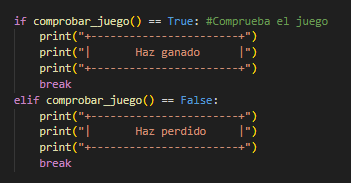 if comprobar_juego() == True: #Comprueba el juego
    print("+-----------------------+")
    print("|       Haz ganado      |")
    print("+-----------------------+")
    break
elif comprobar_juego() == False:
    print("+-----------------------+")
    print("|       Haz perdido     |")
    print("+-----------------------+")
    break